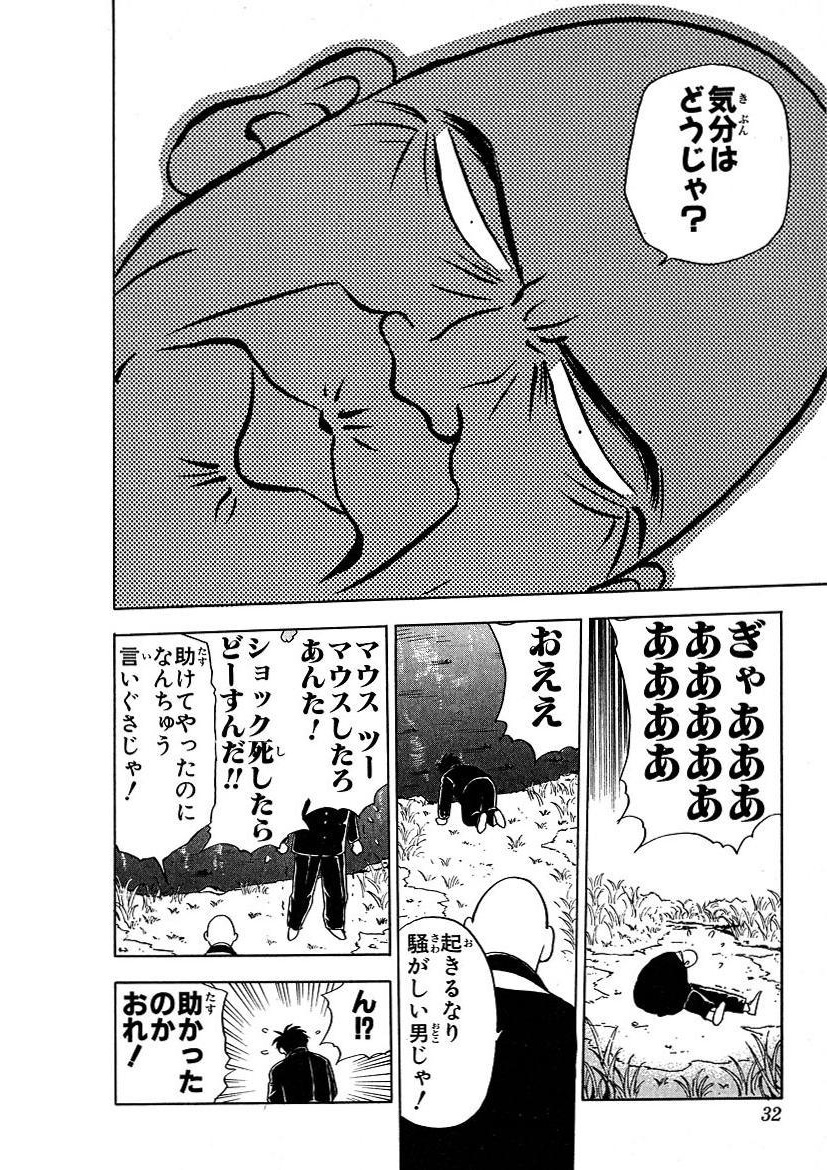 気分は
どうじゃ?
ぎゃあああ
ああああああ
あああああ
おええ
起きるなり
騒がしい男じゃ!
マウス ツー
マウスしたろ
あんた!
ショック死したら
どーすんだ!!
助けてやったのに
なんちゅう
言いぐさじゃ!
ん!?
助かった
のか
おれ!
32